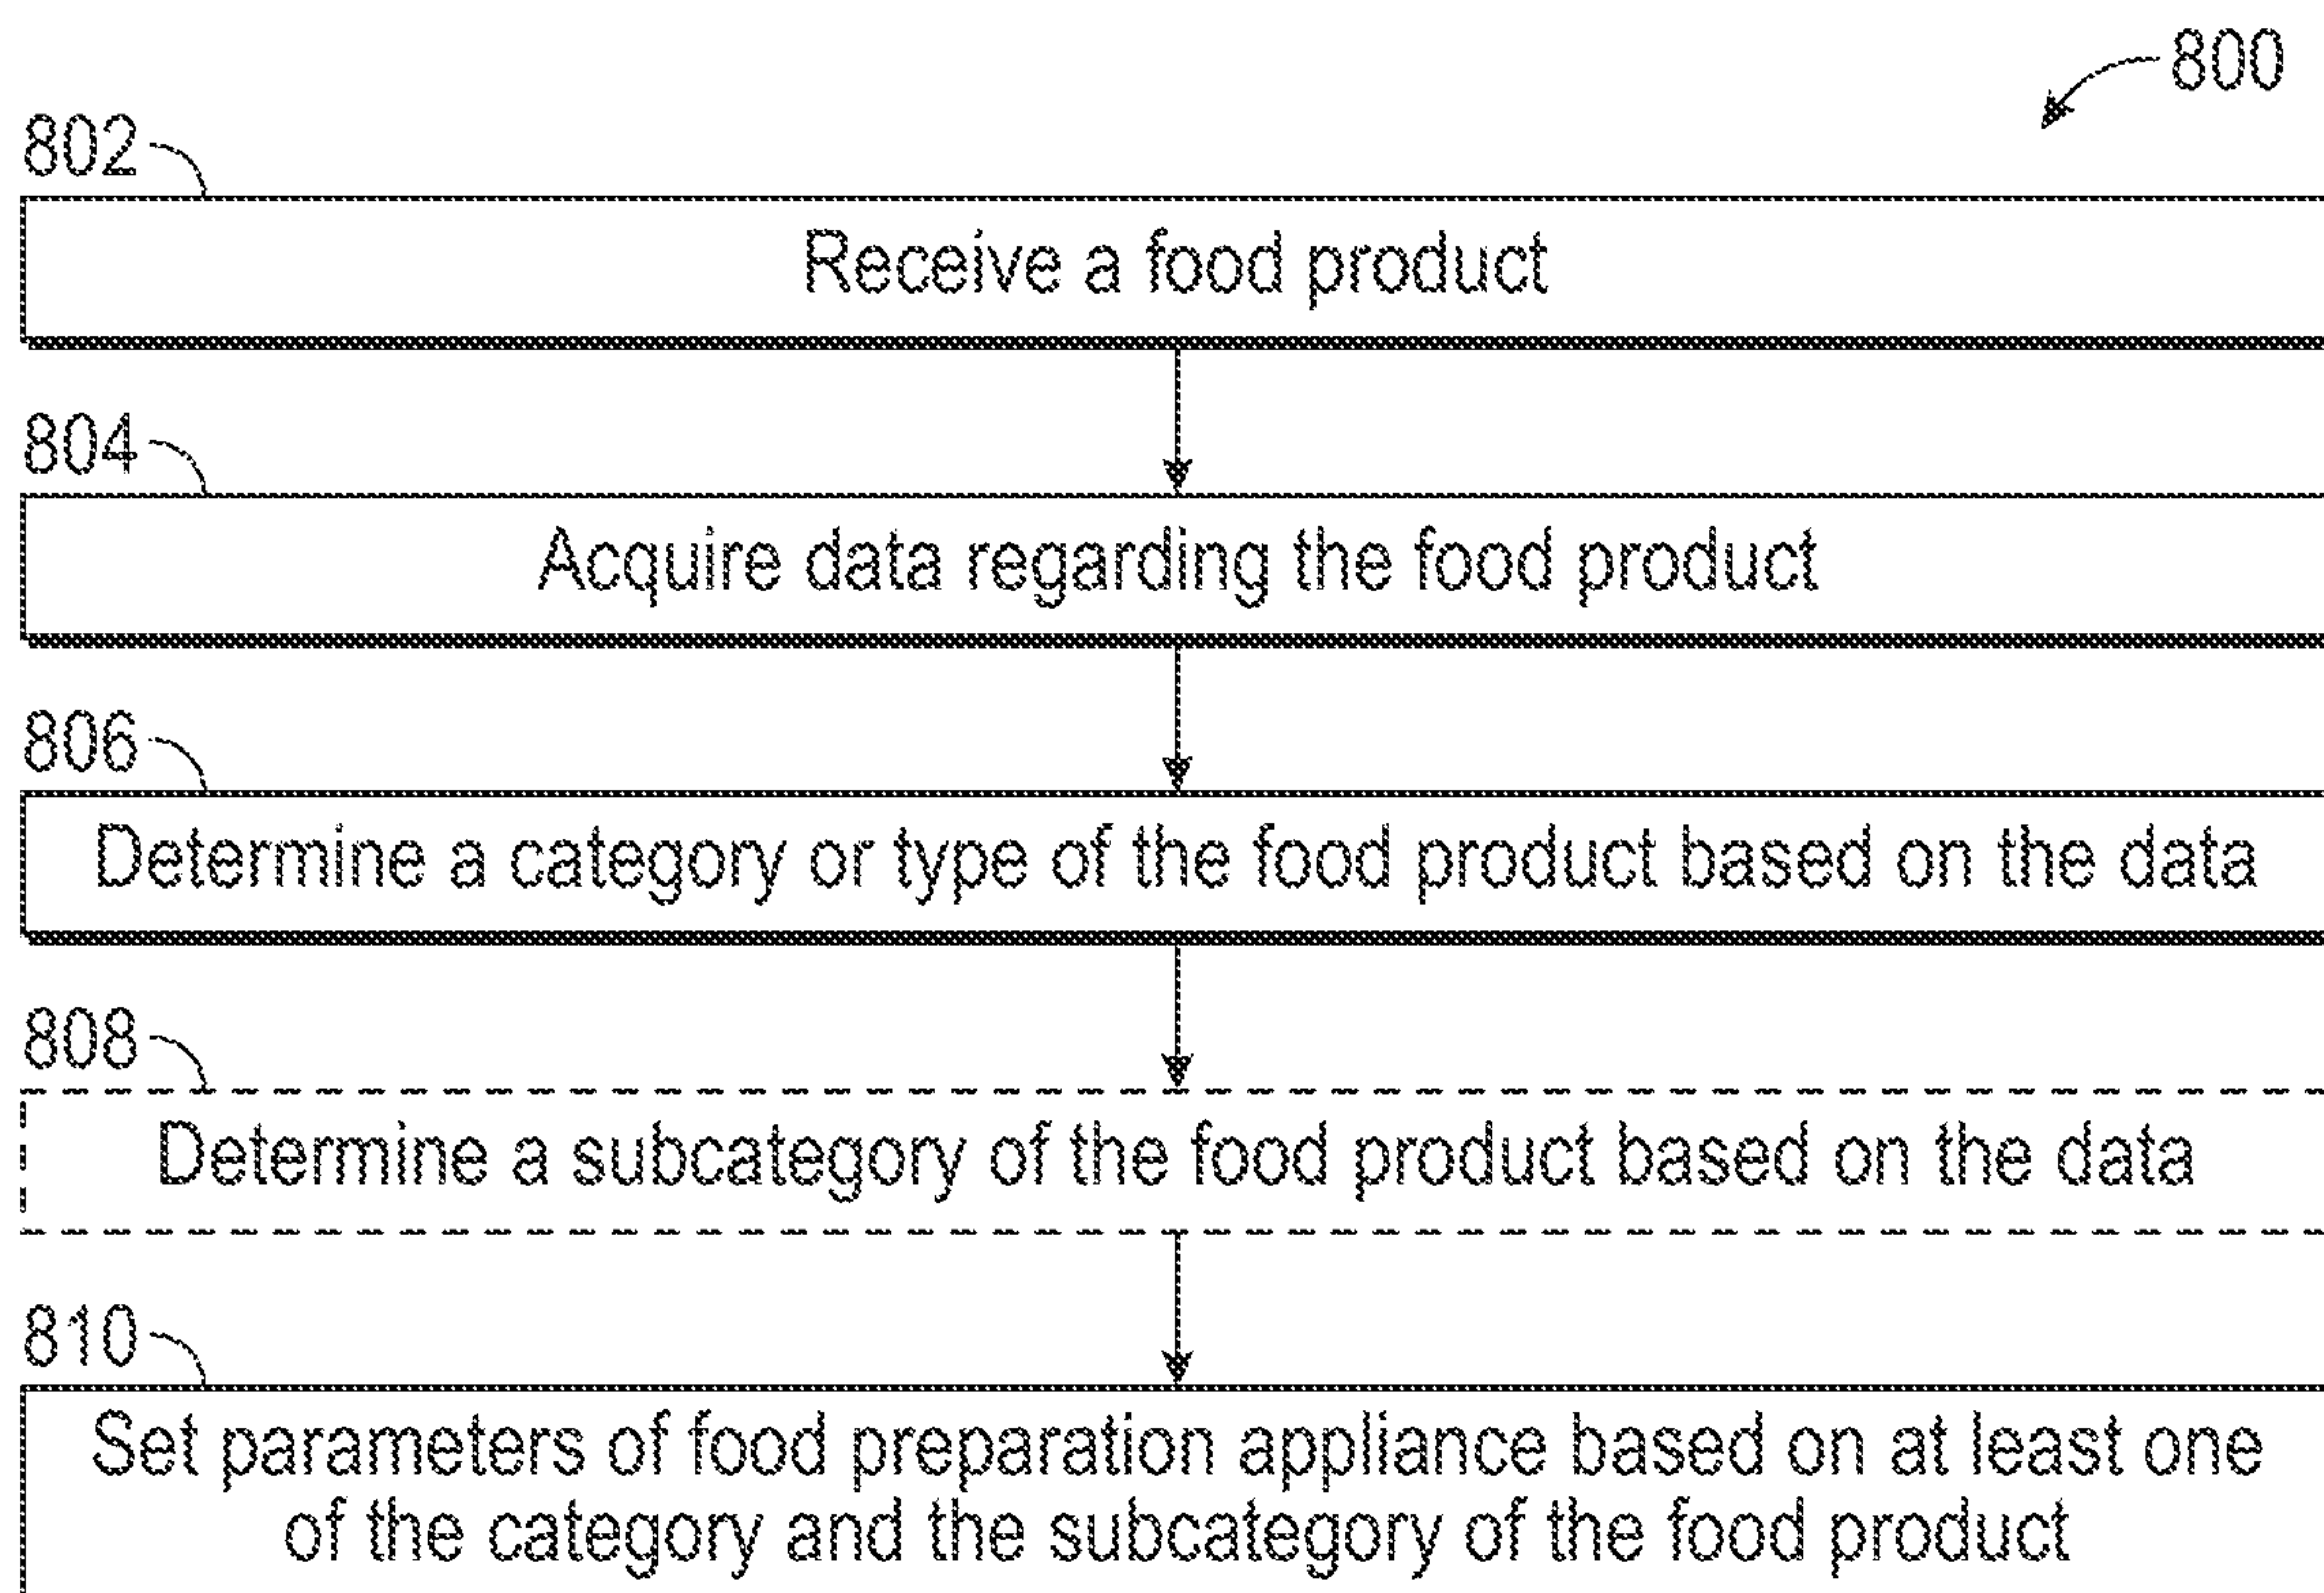 800
802
Receive a food product
804
Acquire data regarding the food product
806
Determine a category or type of the food product based on the data
808
Determine a subcategory of the food product based on the data
810
Set parameters of food preparation appliance based on at least one
of the category and the subcategory of the food product